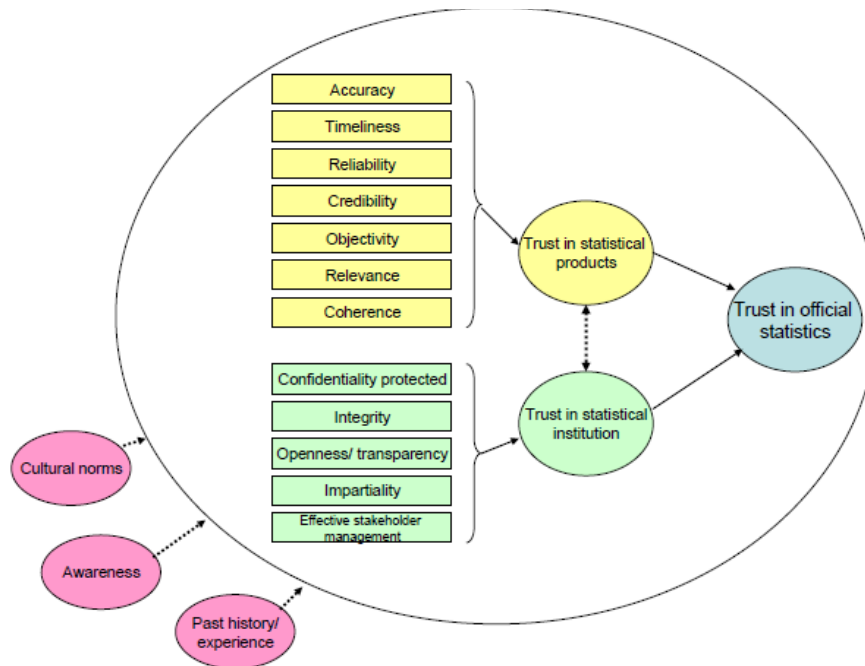 Accuracy
Timeliness
Reliability
Credibility
Objectivity
Relevance
Coherence
Trust in statistical
products
Trust in official
statistics
Confidentiality protected
Integrity
Openness/ transparency
Impartiality
Effective stakeholder
management
Trust in statistical
institution
Cultural norms
Awareness
Past history/
experience